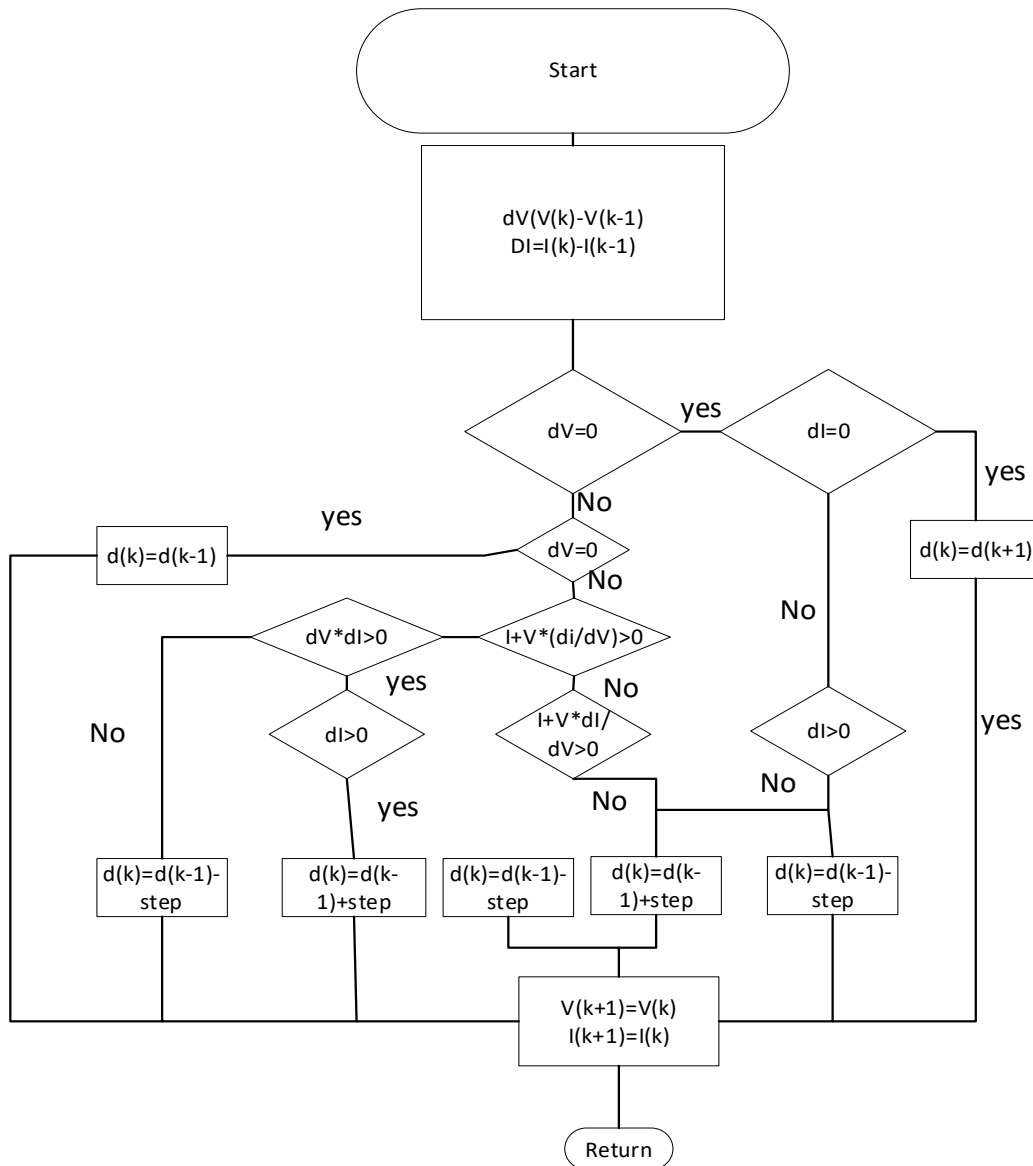 Start
dV(V(k)-V(k-1)
DI=I(k)-I(k-1)
dV=0
yes
dI=0
yes
No
yes
d(k)=d(k-1)
dV=0
d(k)=d(k+1)
No
No
dV*dI>0
I+V*(di/dV)>0
yes
No
No
dI>0
I+V*dI/
dV>0
dI>0
yes
yes
No
No
d(k)=d(k-1)-
step
d(k)=d(k-
1)+step
d(k)=d(k-1)-
step
d(k)=d(k-
1)+step
d(k)=d(k-1)-
step
V(k+1)=V(k)
I(k+1)=I(k)
Return